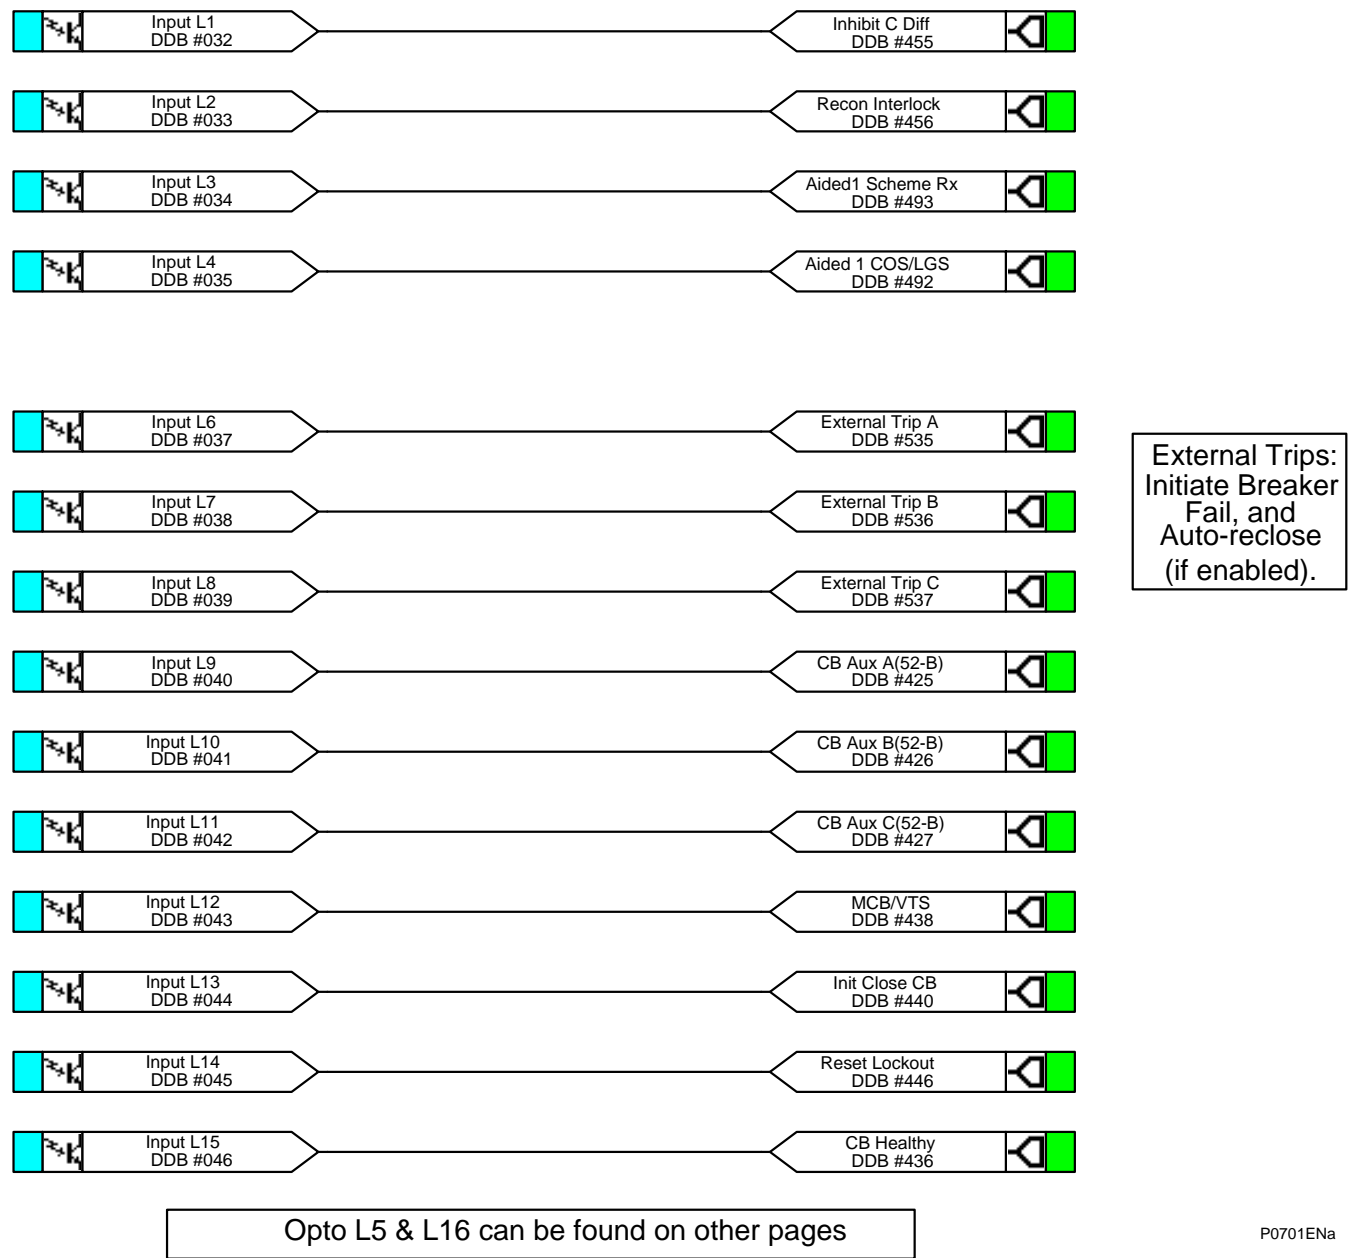 Input L1
DDB #032
Inhibit C Diff
DDB #455
Input L2
DDB #033
Recon Interlock
DDB #456
Input L3
DDB #034
Aided1 Scheme Rx
DDB #493
Input L4
DDB #035
Aided 1 COS/LGS
DDB #492
Input L6
DDB #037
External Trip A
DDB #535
Input L7
DDB #038
External Trip B
DDB #536
Input L8
DDB #039
External Trip C
DDB #537
External Trips:
Initiate Breaker
Fail, and
Auto-reclose
(if enabled).
Input L9
DDB #040
CB Aux A(52-B)
DDB #425
Input L10
DDB #041
CB Aux B(52-B)
DDB #426
Input L11
DDB #042
CB Aux C(52-B)
DDB #427
Input L12
DDB #043
MCB/VTS
DDB #438
Input L13
DDB #044
Init Close CB
DDB #440
Input L14
DDB #045
Reset Lockout
DDB #446
Input L15
DDB #046
CB Healthy
DDB #436
Opto L5 & L16 can be found on other pages
P0701ENa